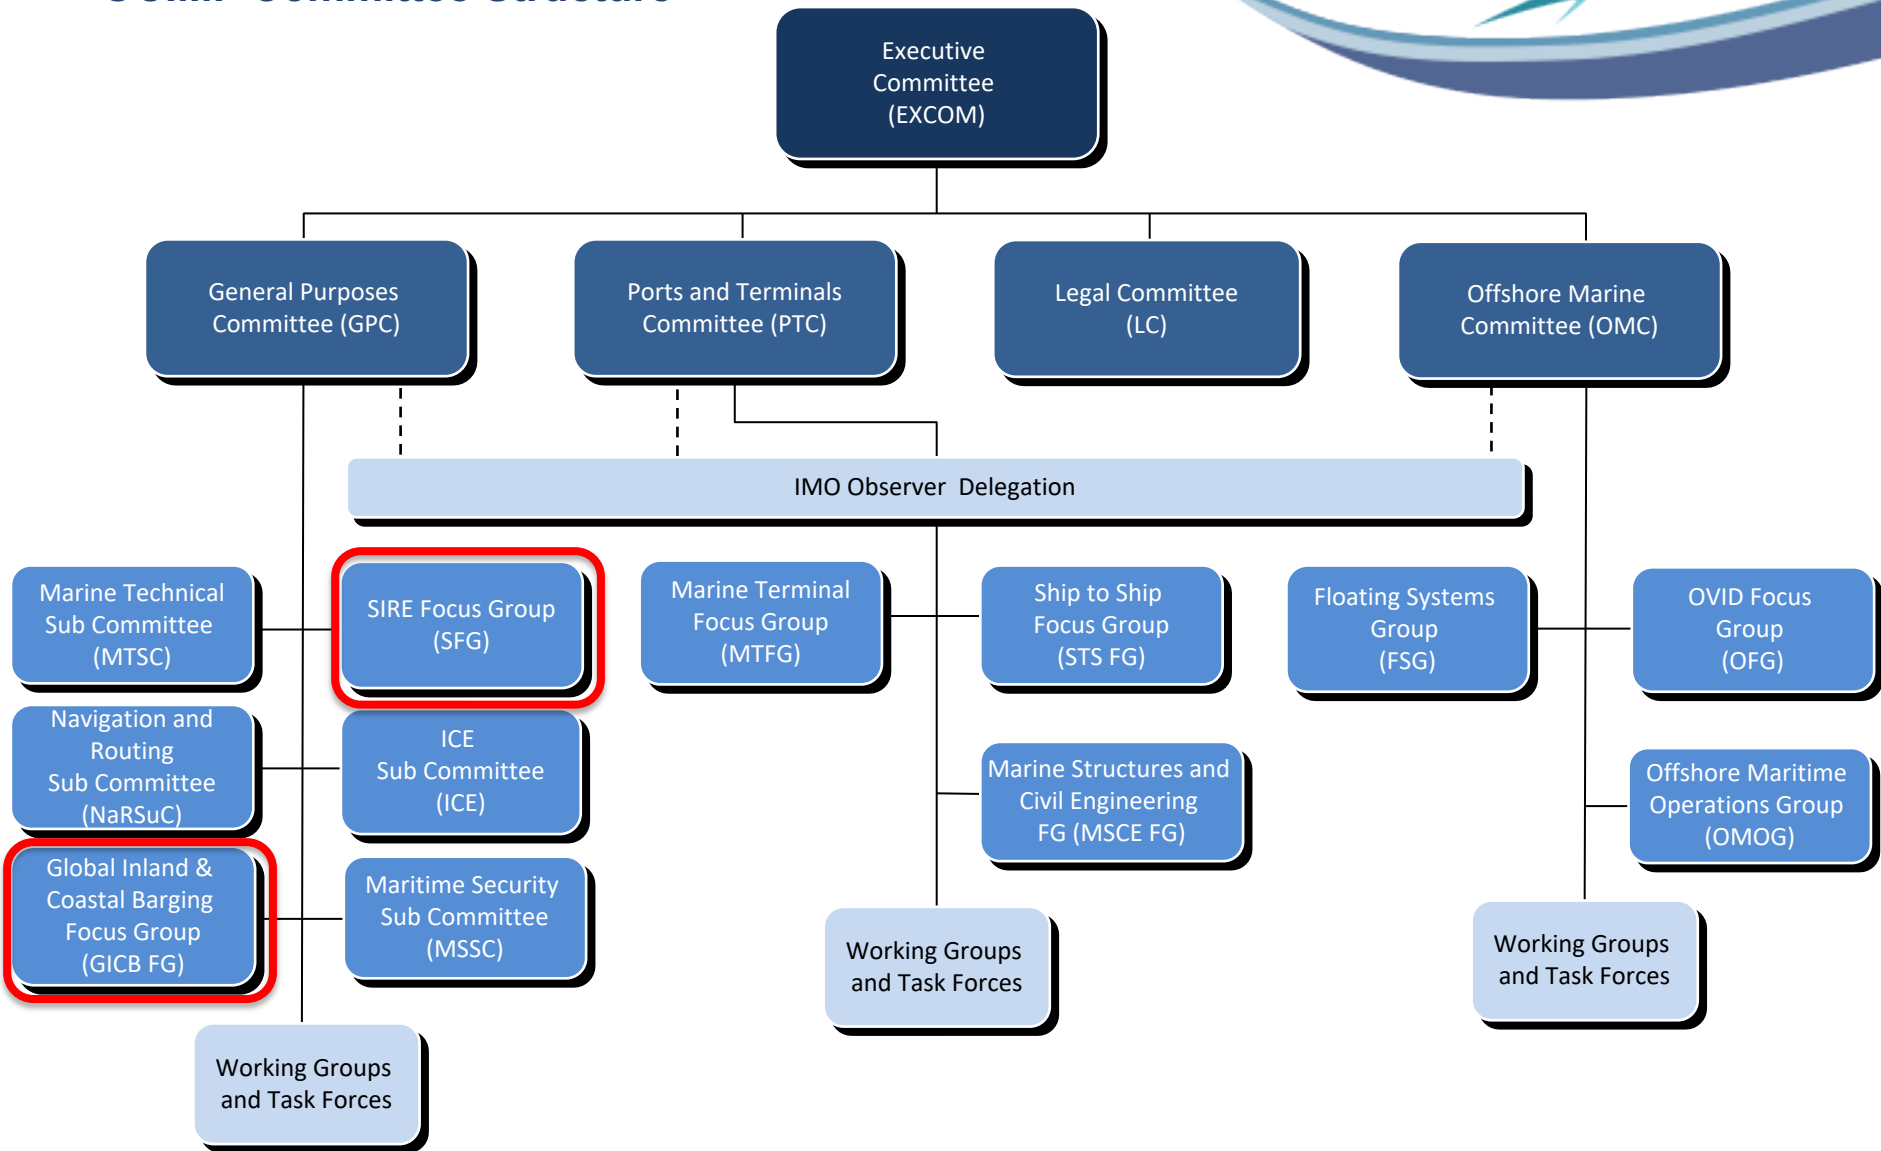 Committee Structure
Executive
Committee
(EXCOM)
General Purposes
Committee (GPC)
Ports and Terminals
Committee (PTC)
Legal Committee
(LC)
Offshore Marine
Committee (OMC)
IMO Observer Delegation
Marine Technical
Sub Committee
(MTSC)
SIRE Focus Group
(SFG)
Marine Terminal
Focus Group
(MTFG)
Ship to Ship
Focus Group
(STS FG)
Floating Systems
Group
(FSG)
OVID Focus
Group
(OFG)
Navigation and
Routing
Sub Committee
(NaRSuC)
ICE
Sub Committee
(ICE)
Marine Structures and
Civil Engineering
FG (MSCE FG)
Offshore Maritime
Operations Group
(OMOG)
Global Inland &
Coastal Barging
Focus Group
(GICB FG)
Maritime Security
Sub Committee
(MSSC)
Working Groups
and Task Forces
Working Groups
and Task Forces
Working Groups
and Task Forces